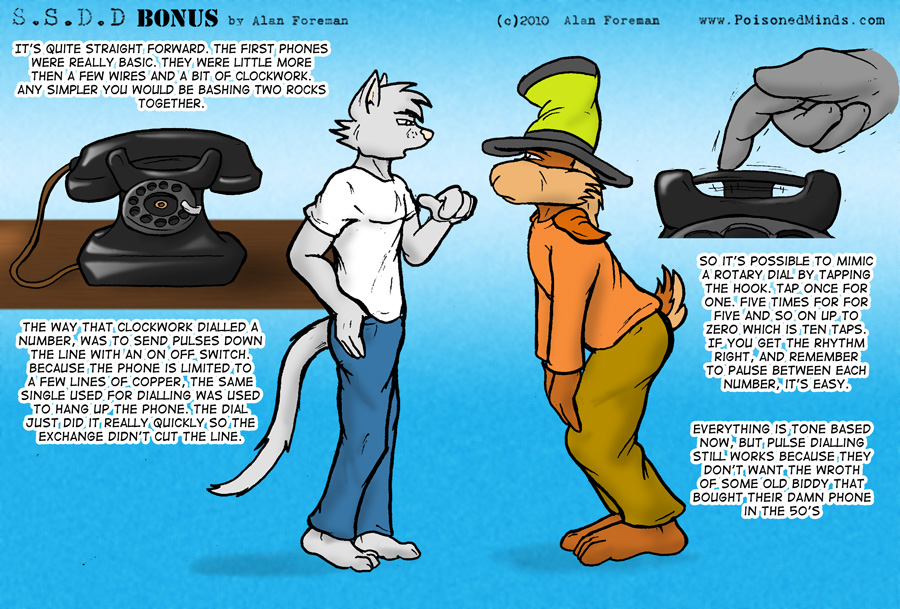 S.S.D.D BONUS by Alan Foreman (c)2010 Alan Foreman www.PoisonedMinds.com
IT'S QUITE STRAIGHT FORWARD. THE FIRST PHONES
WERE REALLY BASIC. THEY WERE LITTLE MORE
THEN A FEW WIRES AND A BIT OF CLOCKWORK.
ANY SIMPLER YOU WOULD BE BASHING TWO ROCKS
TOGETHER.
THE WAY THAT CLOCKWORK DIALLED A
NUMBER, WAS TO SEND PULSES DOWN
THE LINE WITH AN ON OFF SWITCH.
BECAUSE THE PHONE IS LIMITED TO
A FEW LINES OF COPPER, THE SAME
SINGLE USED FOR DIALLING WAS USED
TO HANG UP THE PHONE. THE DIAL
JUST DID IT REALLY QUICKLY SO THE
EXCHANGE DIDN'T CUT THE LINE.
SO IT'S POSSIBLE TO MIMIC
A ROTARY DIAL BY TAPPING
THE HOOK. TAP ONCE FOR
ONE. FIVE TIMES FOR FOR
FIVE AND SO ON UP TO
ZERO WHICH IS TEN TAPS.
IF YOU GET THE RHYTHM
RIGHT, AND REMEMBER
TO PAUSE BETWEEN EACH
NUMBER, IT'S EASY.
EVERYTHING IS TONE BASED
NOW, BUT PULSE DIALLING
STILL WORKS BECAUSE THEY
DON'T WANT THE WROTH
OF SOME OLD BIDDY THAT
BOUGHT THEIR DAMN PHONE
IN THE 50'S